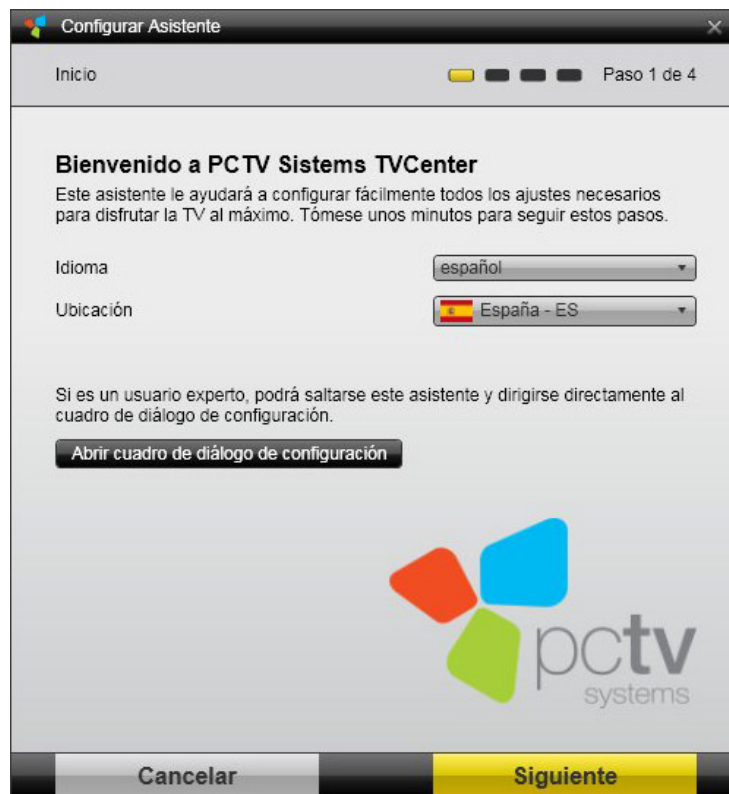 Configurar Asistente
Inicio
Paso 1 de 4
Bienvenido a PCTV Sistems TVCenter
Este asistente le ayudará a configurar fácilmente todos los ajustes necesarios
para disfrutar la TV al máximo. Tómese unos minutos para seguir estos pasos.
Idioma
español
Ubicación
España - ES
Si es un usuario experto, podrá saltarse este asistente y dirigirse directamente al
cuadro de diálogo de configuración.
Abrir cuadro de diálogo de configuración
pctv
systems
Cancelar
Siguiente